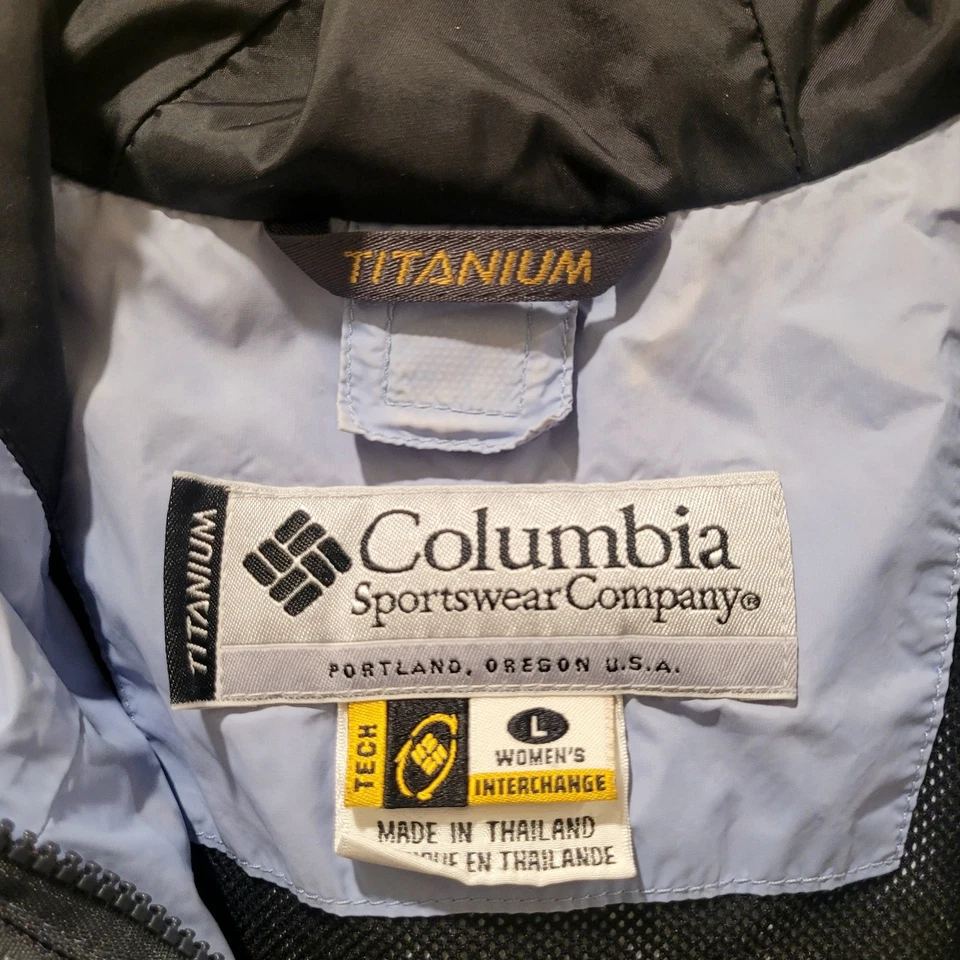 TITANIUM
TITANIUM
Columbia
Sportswear Company®
PORTLAND, OREGON U.S.A.
TECH
L
WOMEN'S
INTERCHANGE
MADE IN THAILAND
EN THAILANDE